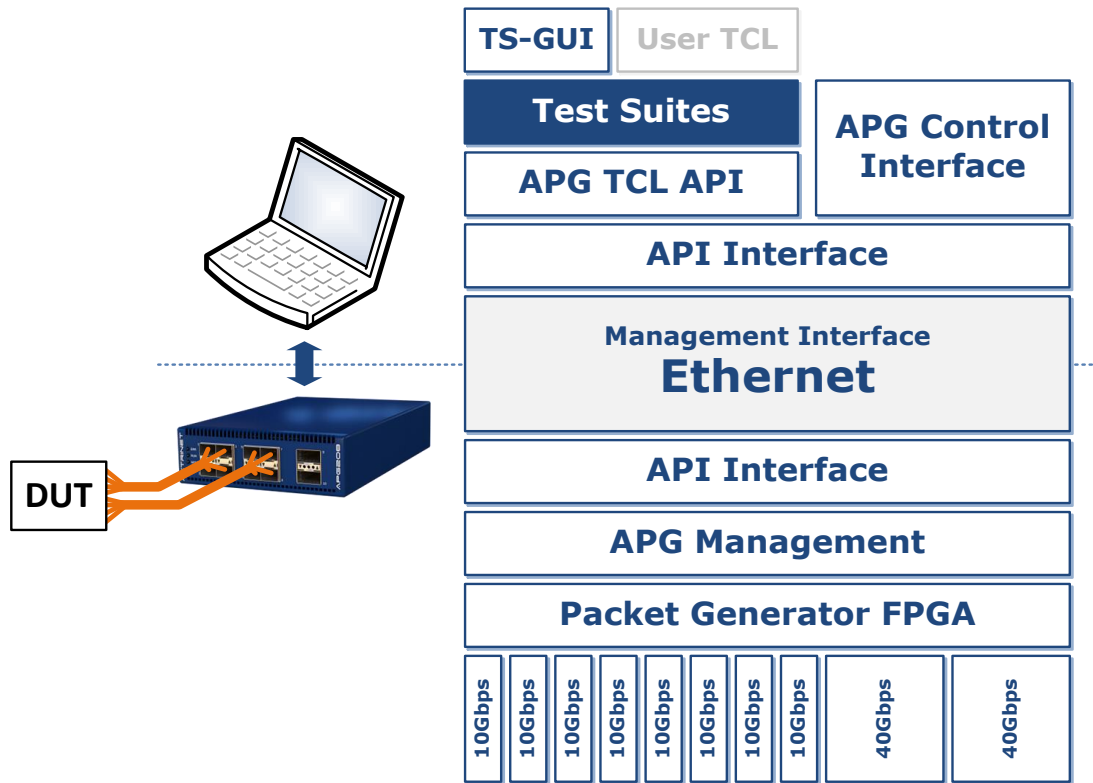 TS-GUI
User TCL
Test Suites
APG Control
Interface
APG TCL API
API Interface
Management Interface
Ethernet
API Interface
DUT
APG Management
Packet Generator FPGA
10Gbps
10Gbps
10Gbps
10Gbps
10Gbps
10Gbps
10Gbps
10Gbps
40Gbps
40Gbps